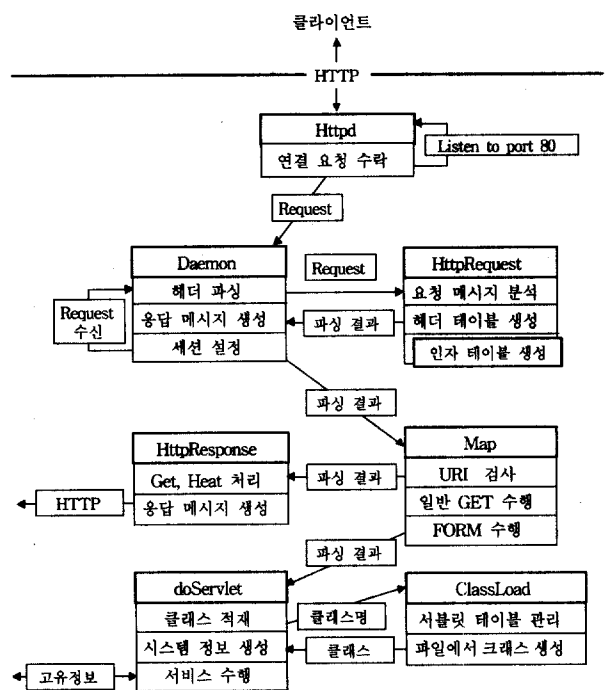 클라이언트
HTTP
Httpd
연결 요청 수락
Listen to port 80
Request
Daemon
헤더 파싱
응답 메시지 생성
세션 설정
Request
수신
Request
파싱 결과
HttpRequest
요청 메시지 분석
헤더 테이블 생성
인자 테이블 생성
파싱 결과
HttpResponse
Get, Heat 처리
응답 메시지 생성
HTTP
파싱 결과
Map
URI 검사
일반 GET 수행
FORM 수행
파싱 결과
doServlet
클래스 적재
시스템 정보 생성
서비스 수행
고유정보
클래스명
클래스
ClassLoad
서블릿 테이블 관리
파일에서 크래스 생성